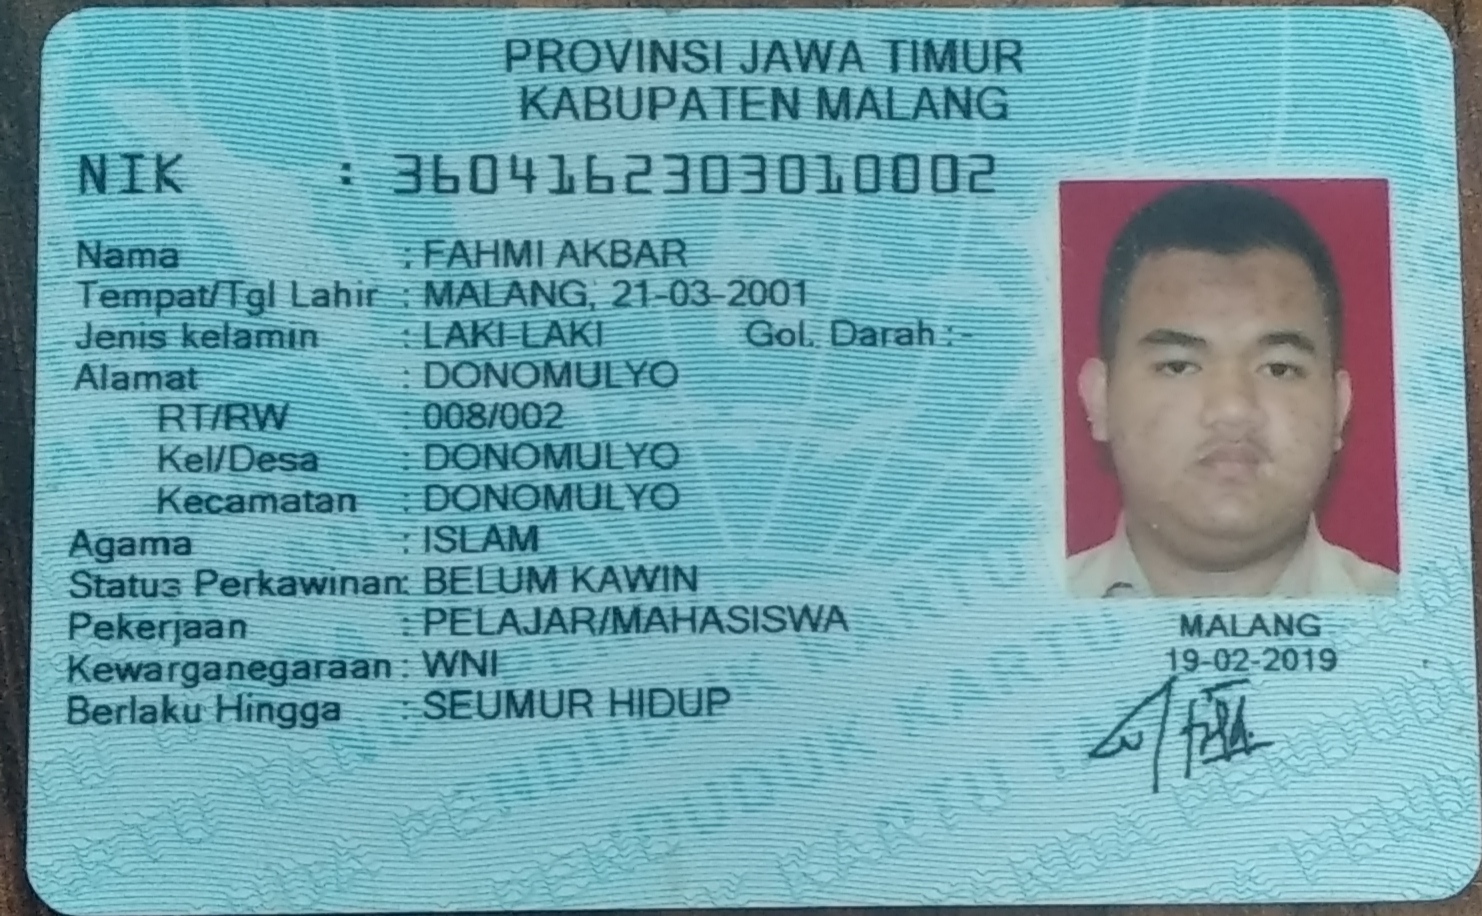 PROVINSI JAWA TIMUR
KABUPATEN MALANG
NIK : 3604162303010002
Nama : FAHMI AKBAR
Tempat/Tgl Lahir : MALANG, 21-03-2001
Jenis kelamin : LAKI-LAKI Gol. Darah :-
Alamat : DONOMULYO
RT/RW : 008/002
Kel/Desa : DONOMULYO
Kecamatan : DONOMULYO
Agama : ISLAM
Status Perkawinan: BELUM KAWIN
Pekerjaan : PELAJAR/MAHASISWA
Kewarganegaraan : WNI
Berlaku Hingga : SEUMUR HIDUP
MALANG
19-02-2019